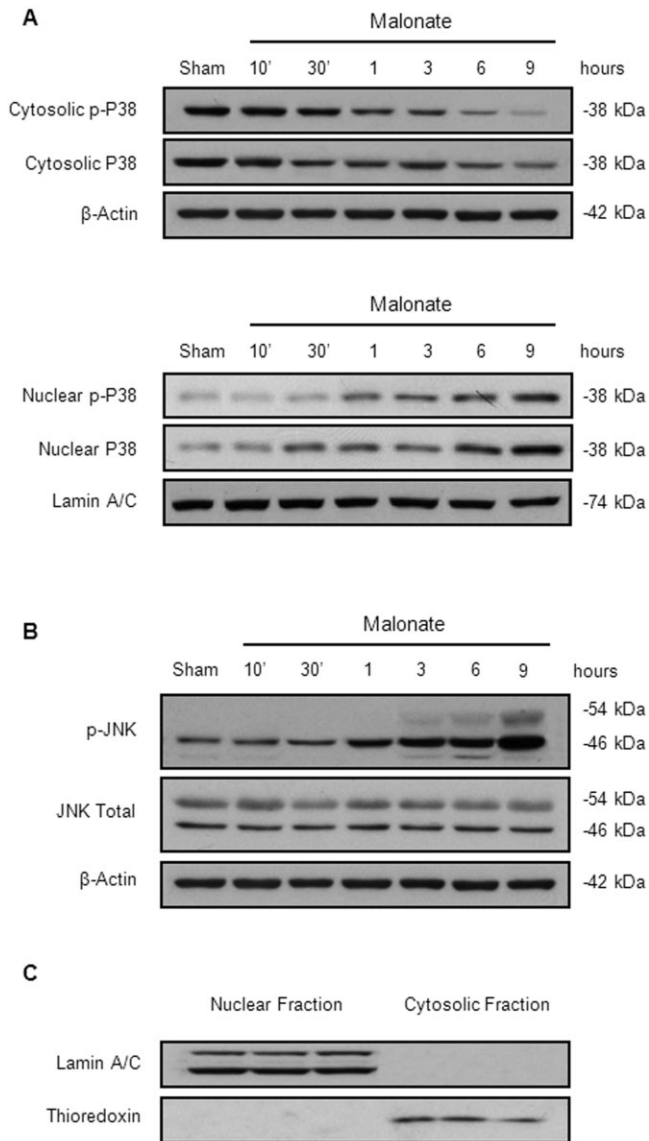 A
Malonate
Sham 10' 30' 1 3 6 9 hours
Cytosolic p-P38 -38 kDa
Cytosolic P38 -38 kDa
β-Actin -42 kDa
Malonate
Sham 10' 30' 1 3 6 9 hours
Nuclear p-P38 -38 kDa
Nuclear P38 -38 kDa
Lamin A/C -74 kDa
B
Malonate
Sham 10' 30' 1 3 6 9 hours
-54 kDa
p-JNK
-46 kDa
-54 kDa
JNK Total
-46 kDa
β-Actin -42 kDa
C
Nuclear Fraction Cytosolic Fraction
Lamin A/C
Thioredoxin